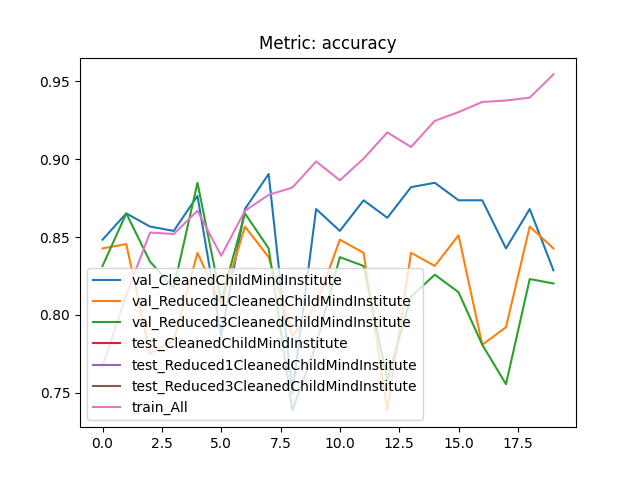 Metric: accuracy
0.95
0.90
0.85
0.80
0.75
val_CleanedChildMindInstitute
val_Reduced1CleanedChildMindInstitute
val_Reduced3CleanedChildMindInstitute
test_CleanedChildMindInstitute
test_Reduced1CleanedChildMindInstitute
test_Reduced3CleanedChildMindInstitute
train_All
0.0 2.5 5.0 7.5 10.0 12.5 15.0 17.5